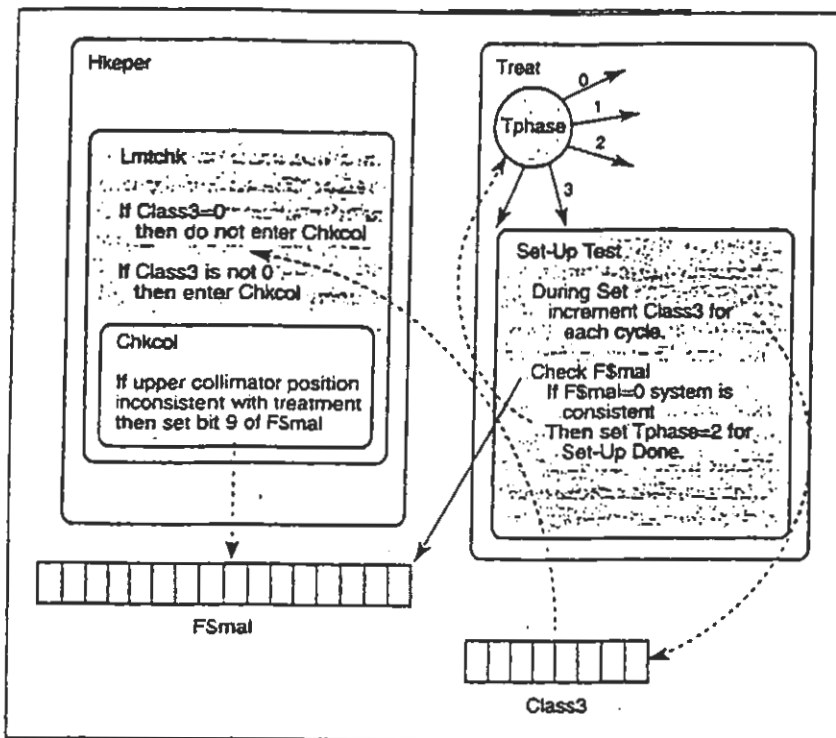 Hkeper
Lmtchk
If Class3=0
then do not enter Chkcol
If Class3 is not 0
then enter Chkcol
Chkcol
If upper collimator position
inconsistent with treatment
then set bit 9 of FSmal
FSmal
Treat
Tphase
0
1
2
3
Set-Up Test
During Set
increment Class3 for
each cycle.
Check F$mal
If F$mal=0 system is
consistent
Then set Tphase=2 for
Set-Up Done.
Class3